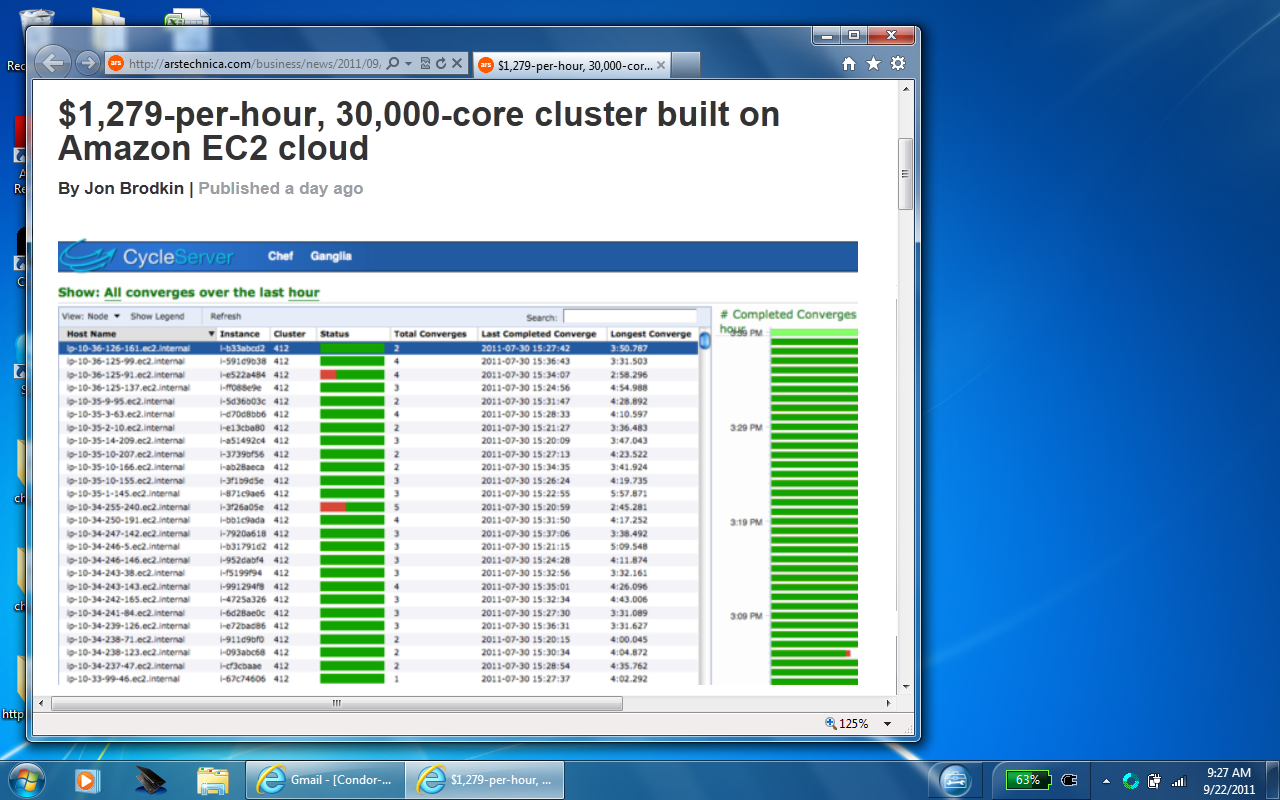 Rec
http://arstechnica.com/business/news/2011/09,
ars
$1,279-per-hour, 30,000-cor...
$1,279-per-hour, 30,000-core cluster built on
Amazon EC2 cloud
By Jon Brodkin | Published a day ago
CycleServer Chef Ganglia
Show: All converges over the last hour
View: Node Show Legend Refresh Search:
# Completed Converges
hour
Host Name Instance Cluster Status Total Converges Last Completed Converge Longest Converge
ip-10-36-126-161.ec2.internal i-b33abcd2 412 2 2011-07-30 15:27:42 3:50.787
ip-10-36-125-99.ec2.internal i-591d9b38 412 4 2011-07-30 15:36:43 3:31.503
ip-10-36-125-91.ec2.internal i-e522a484 412 4 2011-07-30 15:34:07 2:58.296
ip-10-36-125-137.ec2.internal i-ff088e9e 412 3 2011-07-30 15:24:56 4:54.988
ip-10-35-9-95.ec2.internal i-5d36b03c 412 2 2011-07-30 15:31:47 4:28.892
ip-10-35-3-63.ec2.internal i-d70d8bb6 412 4 2011-07-30 15:28:33 4:10.597
ip-10-35-2-10.ec2.internal i-e13cba80 412 2 2011-07-30 15:21:27 3:36.483
ip-10-35-14-209.ec2.internal i-a51492c4 412 3 2011-07-30 15:20:09 3:47.043
ip-10-35-10-207.ec2.internal i-3739bf56 412 2 2011-07-30 15:27:13 4:23.522
ip-10-35-10-166.ec2.internal i-ab28aeca 412 2 2011-07-30 15:34:35 3:41.924
ip-10-35-10-155.ec2.internal i-3f1b9d5e 412 3 2011-07-30 15:26:24 4:19.735
ip-10-35-1-145.ec2.internal i-871c9ae6 412 3 2011-07-30 15:22:55 5:57.871
ip-10-34-255-240.ec2.internal i-3f26a05e 412 5 2011-07-30 15:20:59 2:45.281
ip-10-34-250-191.ec2.internal i-bb1c9ada 412 4 2011-07-30 15:31:50 4:17.252
ip-10-34-247-142.ec2.internal i-7920a618 412 3 2011-07-30 15:37:06 3:38.492
ip-10-34-246-5.ec2.internal i-b31791d2 412 3 2011-07-30 15:21:15 5:09.548
ip-10-34-246-146.ec2.internal i-952dabf4 412 3 2011-07-30 15:24:28 4:11.874
ip-10-34-243-38.ec2.internal i-f5199f94 412 3 2011-07-30 15:32:56 3:32.161
ip-10-34-243-143.ec2.internal i-991294f8 412 4 2011-07-30 15:35:01 4:26.096
ip-10-34-242-165.ec2.internal i-4725a326 412 3 2011-07-30 15:32:34 4:43.006
ip-10-34-241-84.ec2.internal i-6d28ae0c 412 3 2011-07-30 15:27:30 3:31.089
ip-10-34-239-126.ec2.internal i-e72bad86 412 3 2011-07-30 15:36:31 3:31.627
ip-10-34-238-71.ec2.internal i-911d9bf0 412 2 2011-07-30 15:20:15 4:00.045
ip-10-34-238-123.ec2.internal i-093abc68 412 2 2011-07-30 15:30:34 4:04.872
ip-10-34-237-47.ec2.internal i-cf3cbaae 412 2 2011-07-30 15:28:54 4:35.762
ip-10-33-99-46.ec2.internal i-67c74606 412 1 2011-07-30 15:27:37 4:02.292
3:39 PM
3:29 PM
3:19 PM
3:09 PM
A
Re
C
S
ch
ch
http
125%
Gmail - [Condor-...
$1,279-per-hour, ...
63%
9:27 AM
9/22/2011